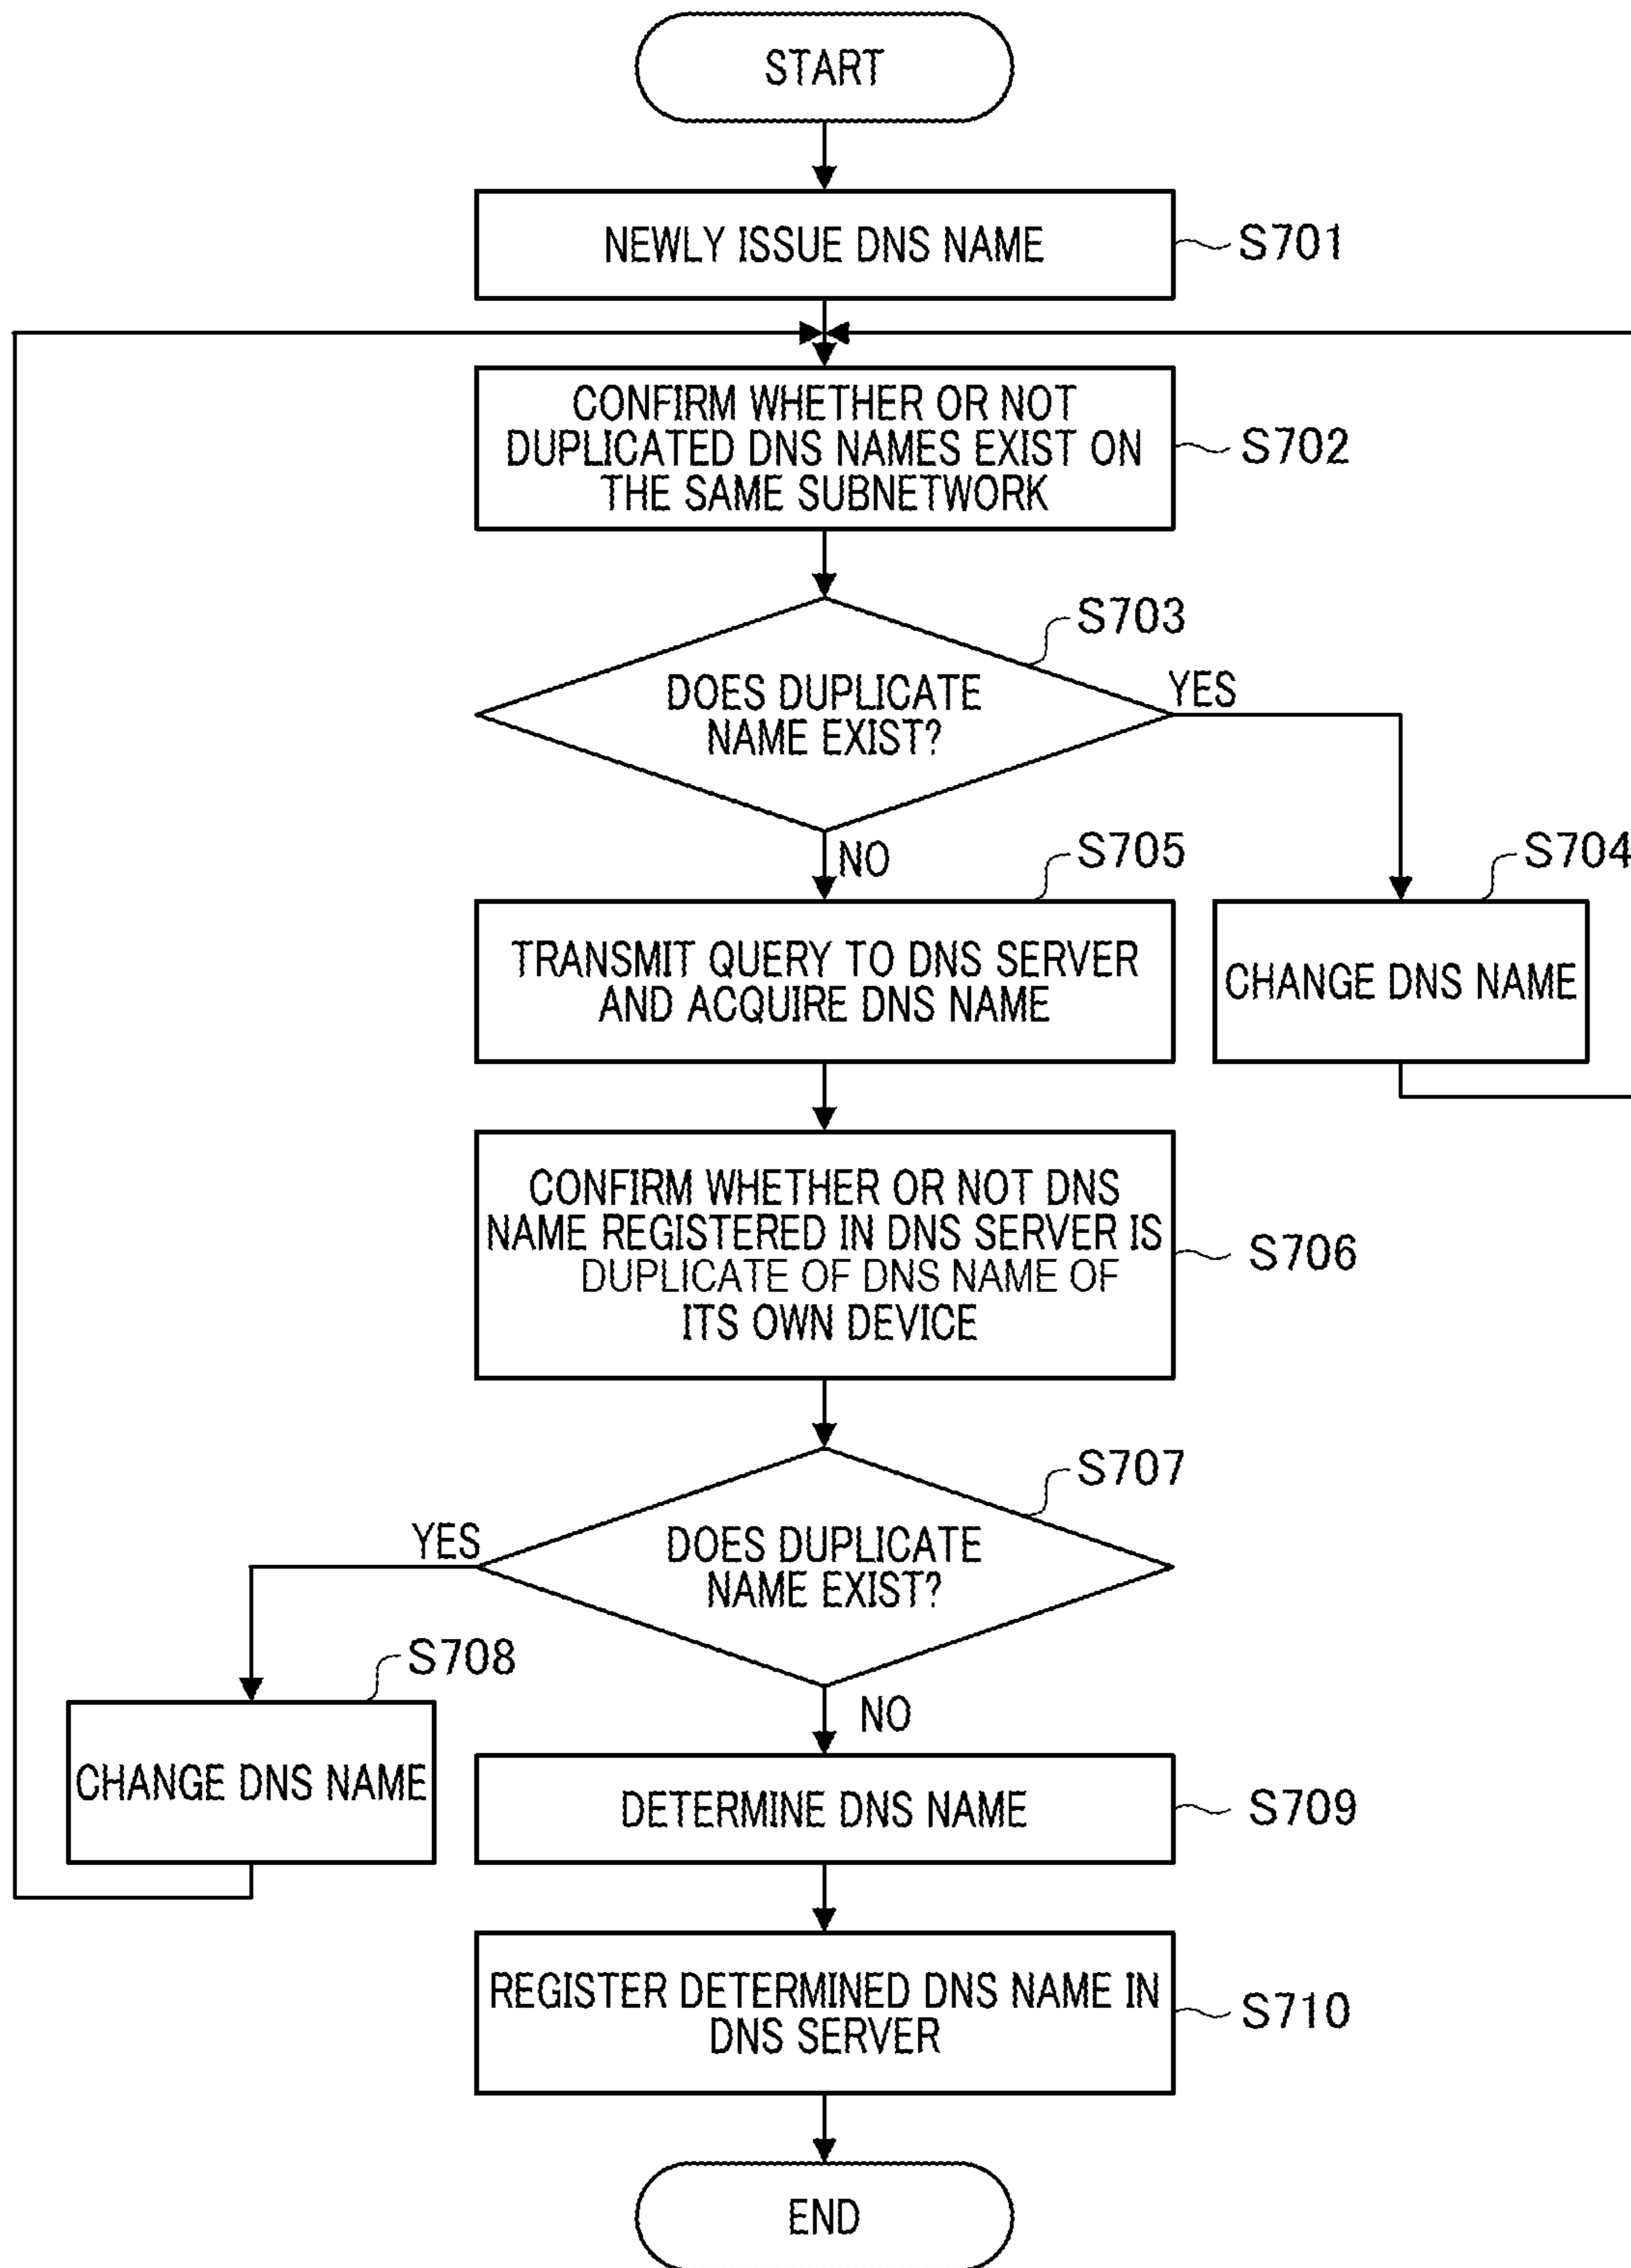 START
NEWLY ISSUE DNS NAME
S701
CONFIRM WHETHER OR NOT
DUPLICATED DNS NAMES EXIST ON
THE SAME SUBNETWORK
S702
S703
DOES DUPLICATE
NAME EXIST?
YES
NO
S705
S704
TRANSMIT QUERY TO DNS SERVER
AND ACQUIRE DNS NAME
CHANGE DNS NAME
CONFIRM WHETHER OR NOT DNS
NAME REGISTERED IN DNS SERVER IS
DUPLICATE OF DNS NAME OF
ITS OWN DEVICE
S706
S707
YES
DOES DUPLICATE
NAME EXIST?
S708
NO
CHANGE DNS NAME
DETERMINE DNS NAME
S709
REGISTER DETERMINED DNS NAME IN
DNS SERVER
S710
END